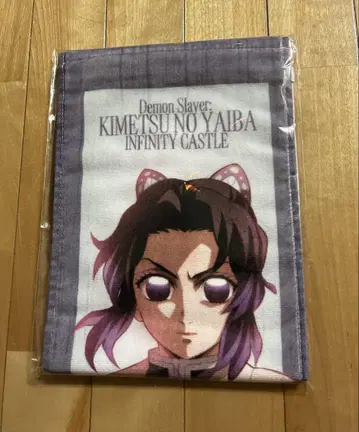 Demon Slayer:
KIMETSU NO YAIBA
INFINITY CASTLE